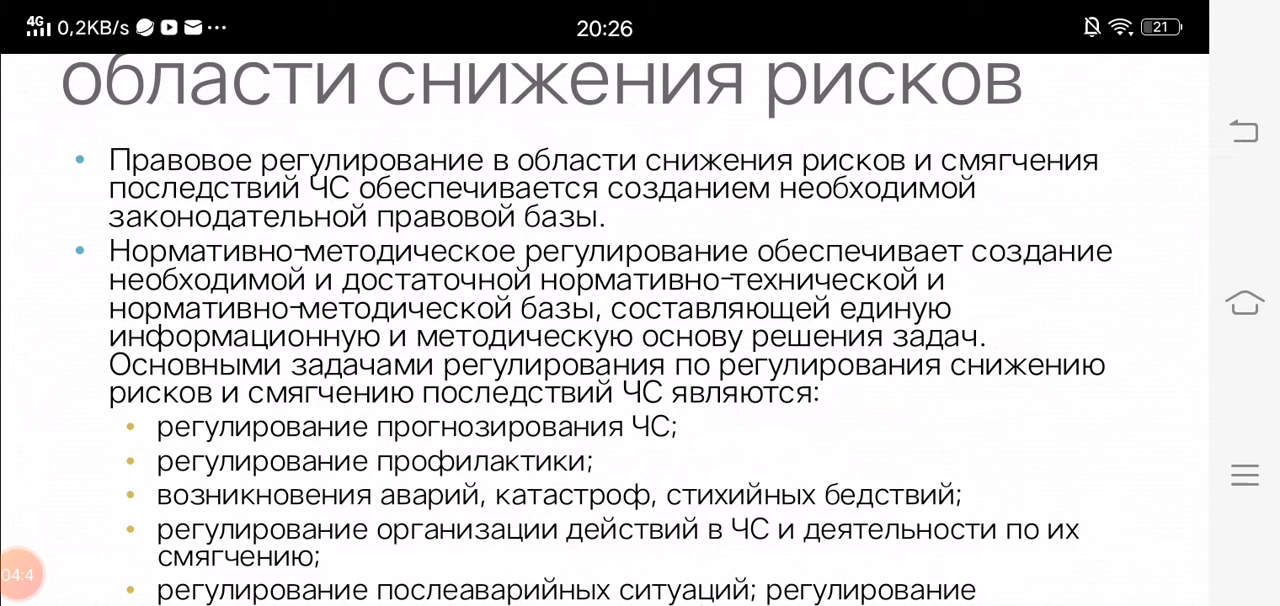 4G 0,2KB/s 20:26 21
области снижения рисков
• Правовое регулирование в области снижения рисков и смягчения
последствий ЧС обеспечивается созданием необходимой
законодательной правовой базы.
• Нормативно-методическое регулирование обеспечивает создание
необходимой и достаточной нормативно-технической и
нормативно-методической базы, составляющей единую
информационную и методическую основу решения задач.
Основными задачами регулирования по регулирования снижению
рисков и смягчению последствий ЧС являются:
• регулирование прогнозирования ЧС;
• регулирование профилактики;
• возникновения аварий, катастроф, стихийных бедствий;
• регулирование организации действий в ЧС и деятельности по их
смягчению;
04:4
• регулирование послеаварийных ситуаций; регулирование